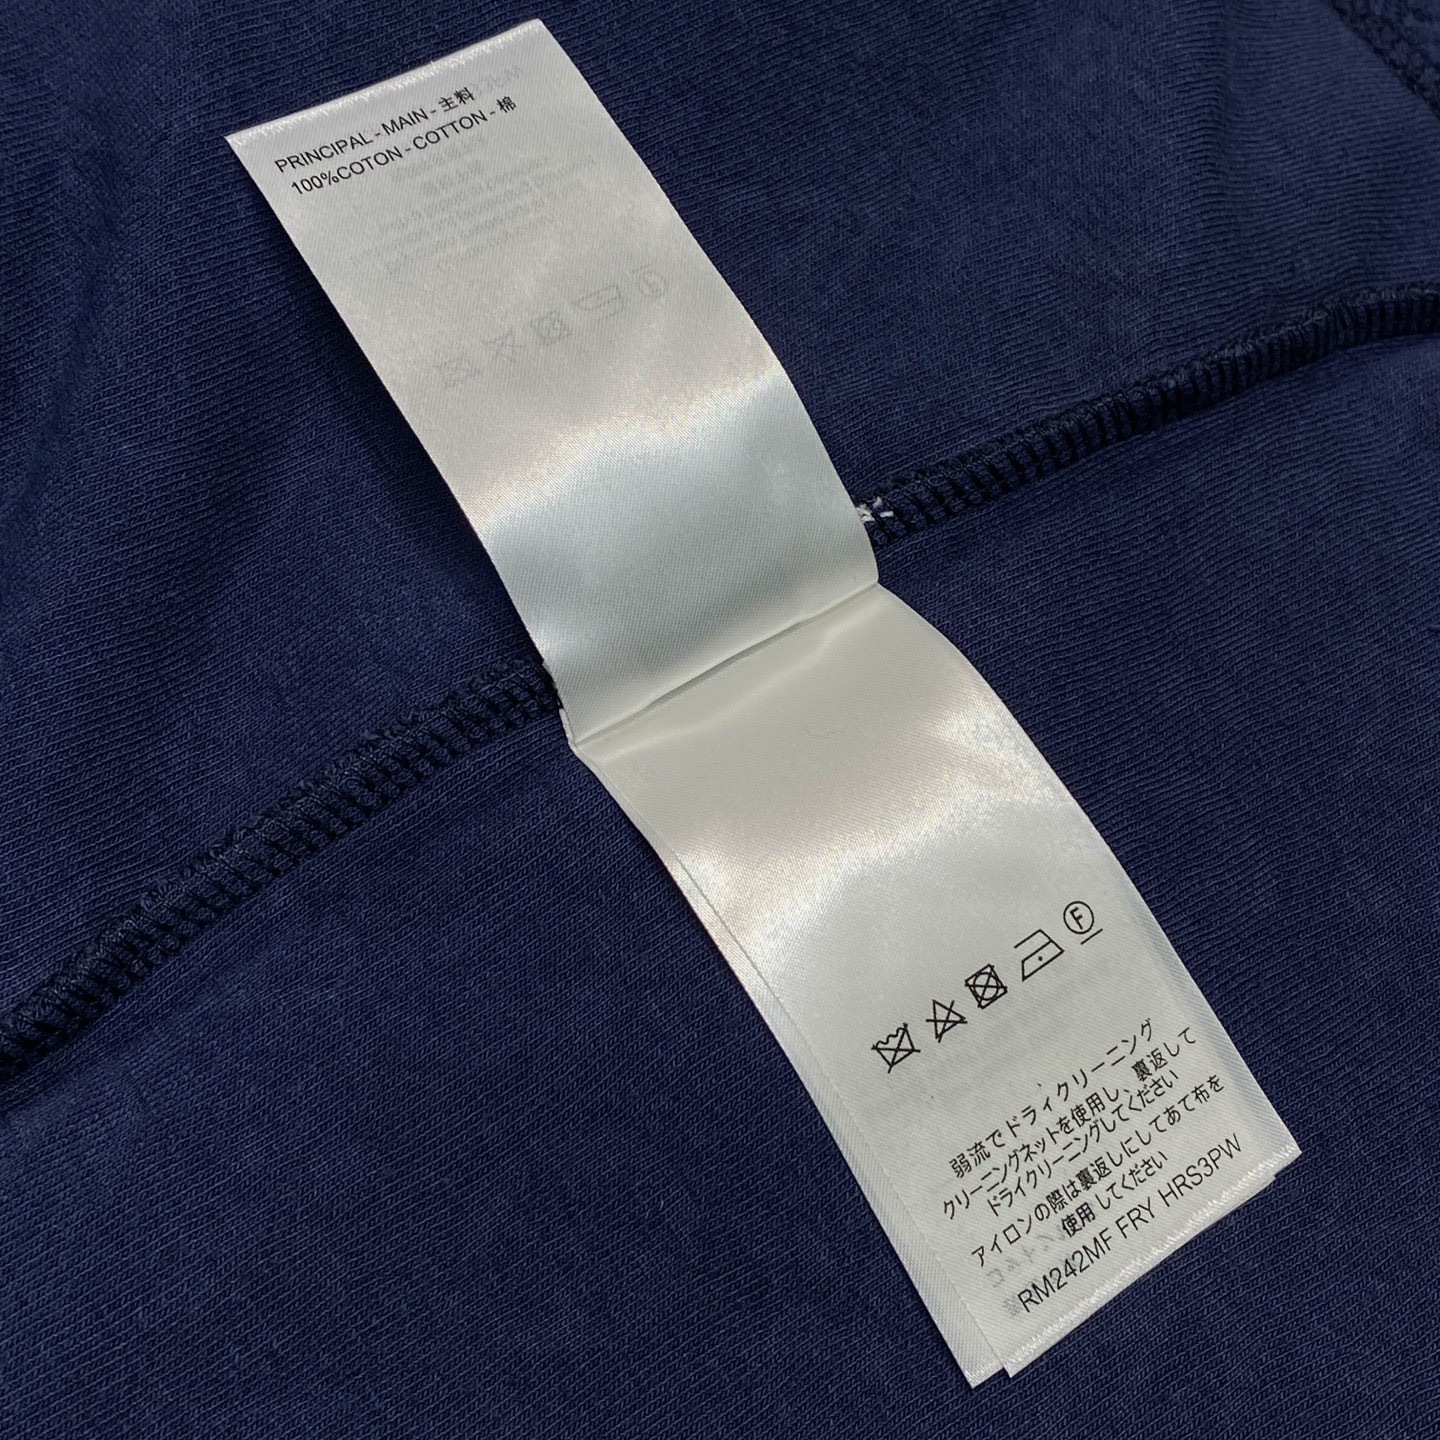 PRINCIPAL - MAIN - 主料
100%COTON - COTTON - 棉
F
弱流でドライクリーニング
クリーニングネットを使用し、裏返して
ドライクリーニングしてください
アイロンの際は裏返しにしてあて布を
使用してください
RM242MF FRY HRS3PW